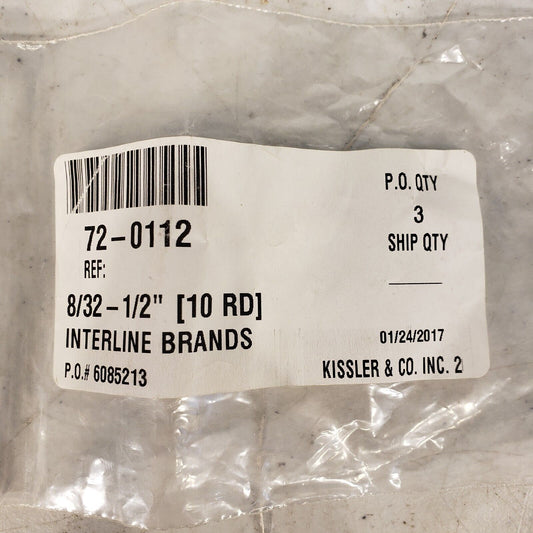 72-0112
REF:
8/32-1/2" [10 RD]
INTERLINE BRANDS
P.O.# 6085213
P.O. QTY
3
SHIP QTY
01/24/2017
KISSLER & CO. INC. 2